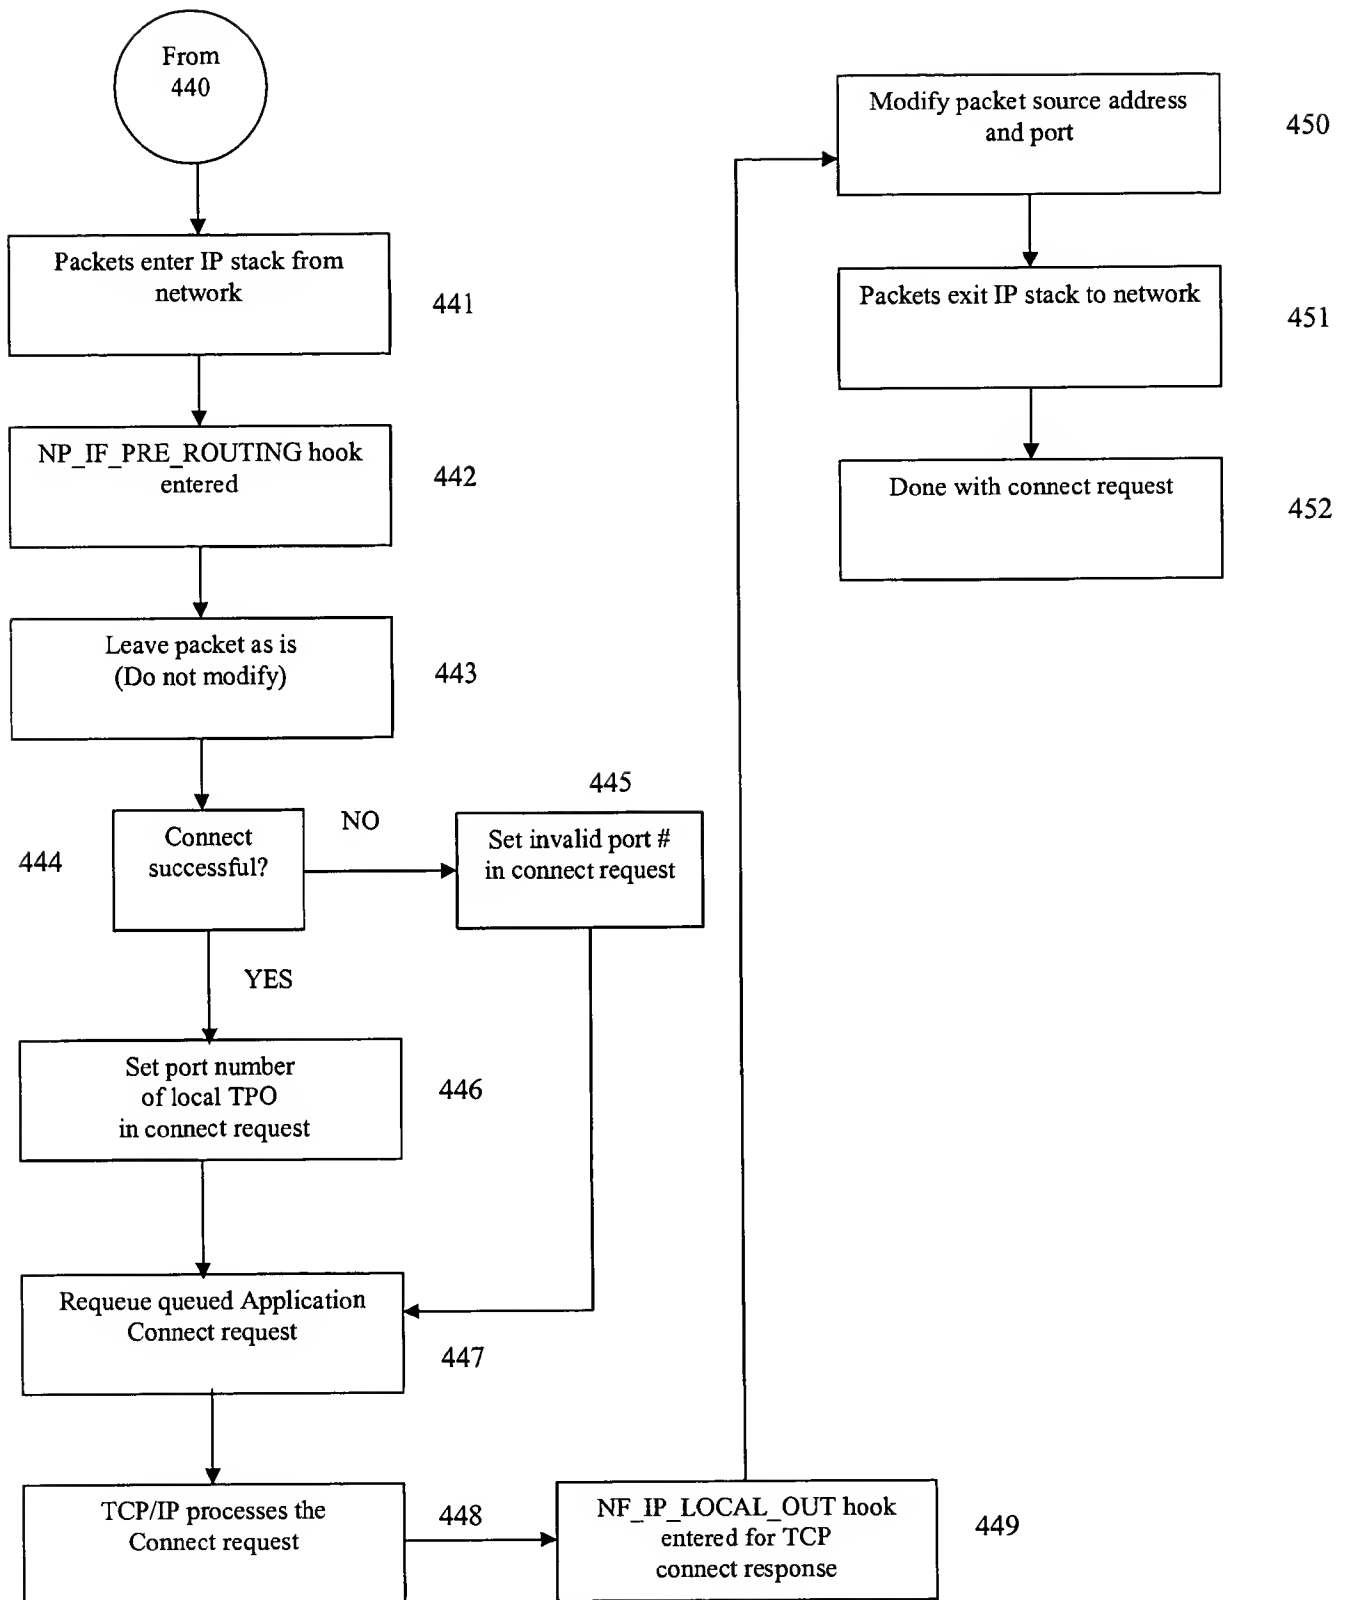 From
440
Packets enter IP stack from
network
441
NP_IF_PRE_ROUTING hook
entered
442
Leave packet as is
(Do not modify)
443
Connect
successful?
444
NO
445
Set invalid port #
in connect request
YES
Set port number
of local TPO
in connect request
446
Requeue queued Application
Connect request
447
TCP/IP processes the
Connect request
448
NF_IP_LOCAL_OUT hook
entered for TCP
connect response
449
Modify packet source address
and port
450
Packets exit IP stack to network
451
Done with connect request
452